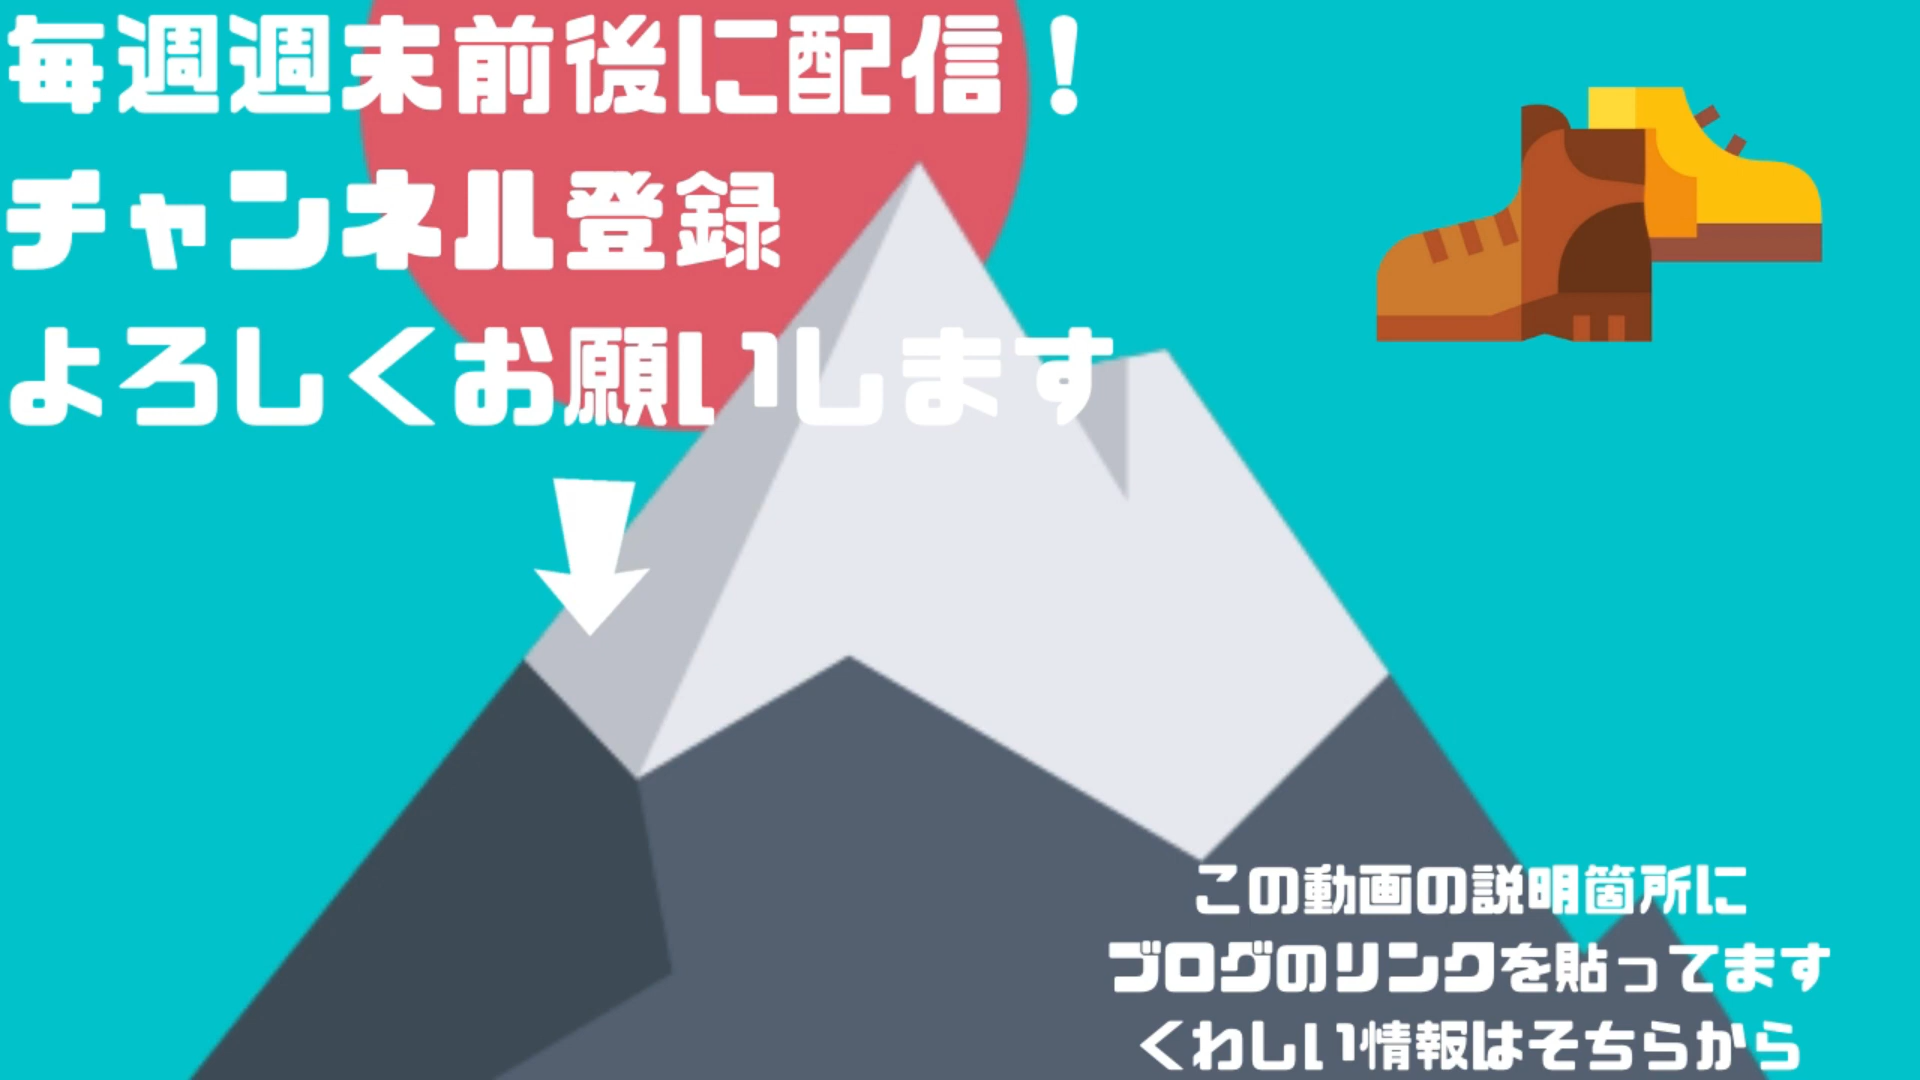 毎週週末前後に配信！
チャンネル登録
よろしくお願いします
この動画の説明箇所に
ブログのリンクを貼ってます
くわしい情報はそちらから